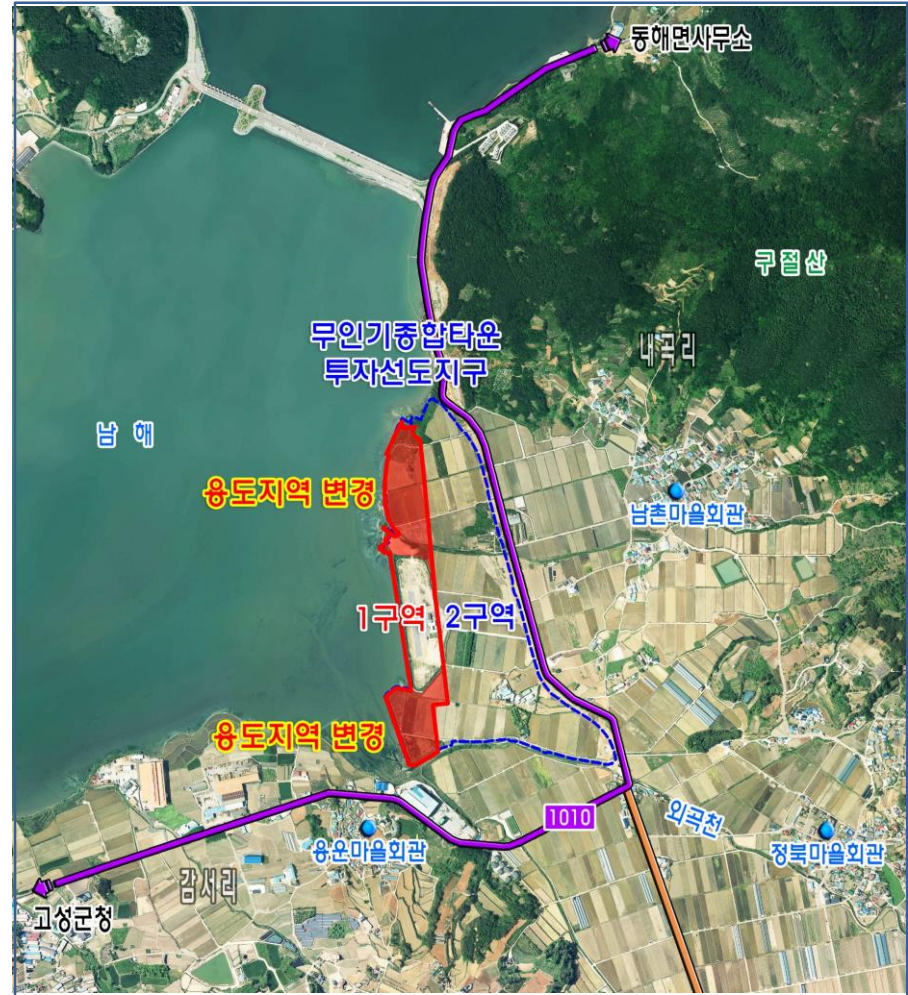 동해면사무소
구절산
무인기종합타운
투자선도지구
내곡리
남 해
용도지역 변경
남촌마을회관
1구역
2구역
용도지역 변경
1010
외곡천
용운마을회관
정북마을회관
감서리
고성군청